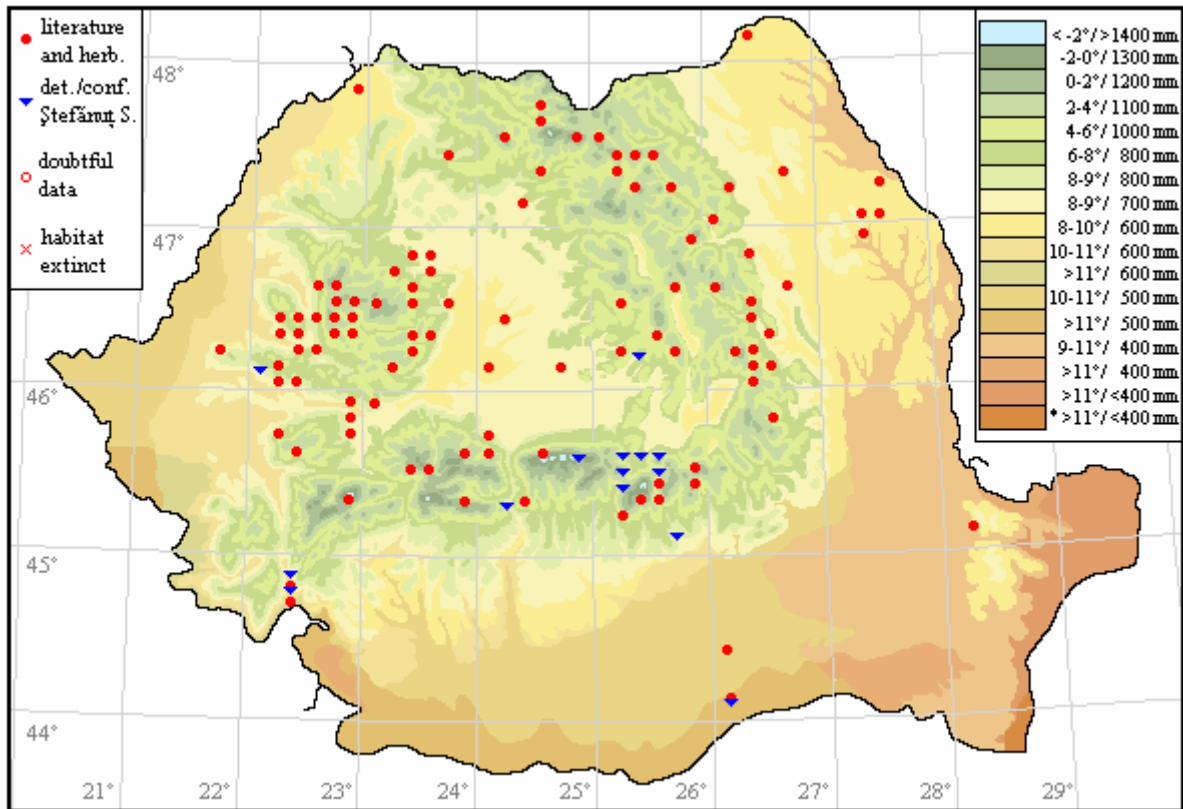 literature
and herb.
det./conf.
Ștefănuț S.
doubtful
data
habitat
extinct
< -2°/>1400 mm
-2-0°/ 1300 mm
0-2°/ 1200 mm
2-4°/ 1100 mm
4-6°/ 1000 mm
6-8°/ 800 mm
8-9°/ 800 mm
8-9°/ 700 mm
8-10°/ 600 mm
10-11°/ 600 mm
>11°/ 600 mm
10-11°/ 500 mm
>11°/ 500 mm
9-11°/ 400 mm
>11°/ 400 mm
>11°/<400 mm
* >11°/<400 mm
48°
47°
46°
45°
44°
21°
22°
23°
24°
25°
26°
27°
28°
29°